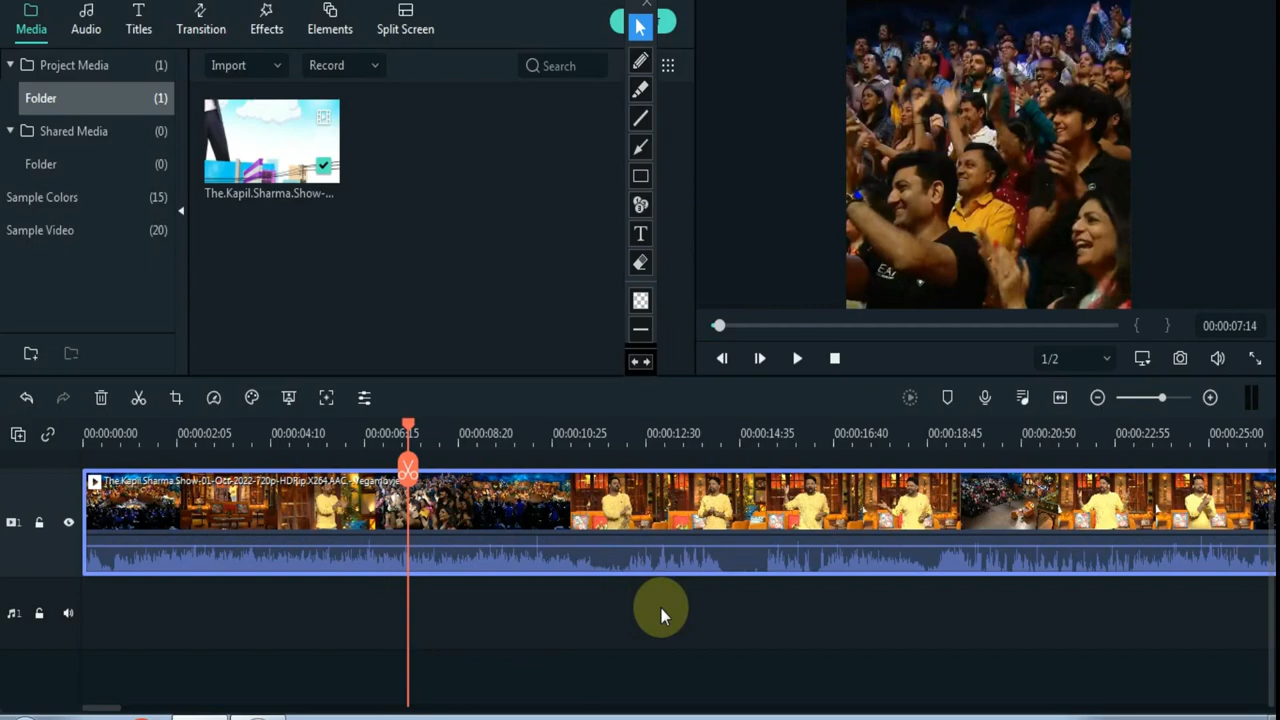 Media Audio Titles Transition Effects Elements Split Screen
Project Media (1)
Import Record Search
Folder (1)
Shared Media (0)
Folder (0)
Sample Colors (15)
Sample Video (20)
The.Kapil.Sharma.Show-...
T
00:00:07:14
1/2
00:00:00:00 00:00:02:05 00:00:04:10 00:00:06:15 00:00:08:20 00:00:10:25 00:00:12:30 00:00:14:35 00:00:16:40 00:00:18:45 00:00:20:50 00:00:22:55 00:00:25:00
The.Kapil.Sharma.Show-01-Oct-2022-720p-HDRip.X264.AAC.-
1
1